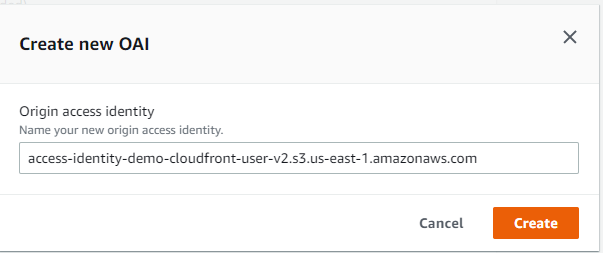 Create new OAI
Origin access identity
Name your new origin access identity.
access-identity-demo-cloudfront-user-v2.s3.us-east-1.amazonaws.com
Cancel
Create